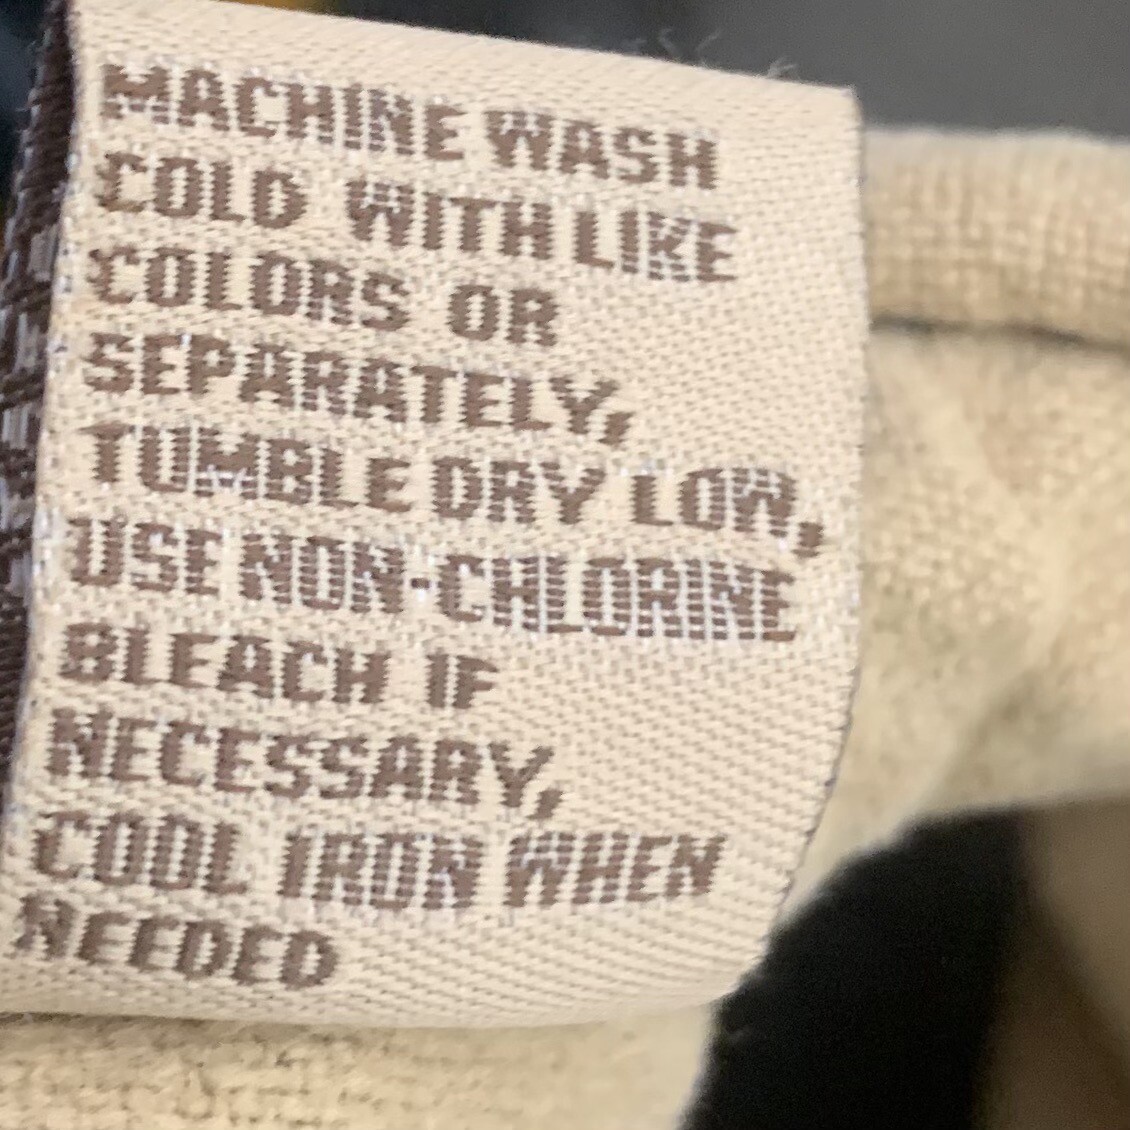 MACHINE WASH
COLD WITH LIKE
COLORS OR
SEPARATELY,
TUMBLE DRY LOW,
USE NON-CHLORINE
BLEACH IF
NECESSARY,
COOL IRON WHEN
NEEDED